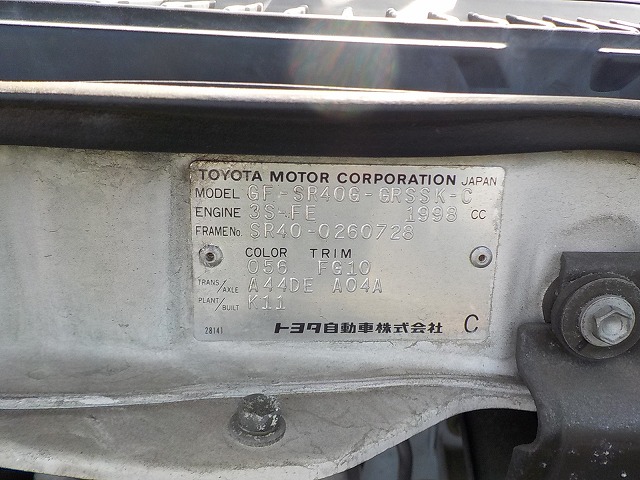 TOYOTA MOTOR CORPORATION JAPAN
MODEL GF-SR40G-GRSSK-C
ENGINE 3S-FE 1998 CC
FRAME No. SR40-0260728
COLOR TRIM
056 FG10
TRANS/AXLE A44DE A04A
PLANT/BUILT K11
28141 トヨタ自動車株式会社 C